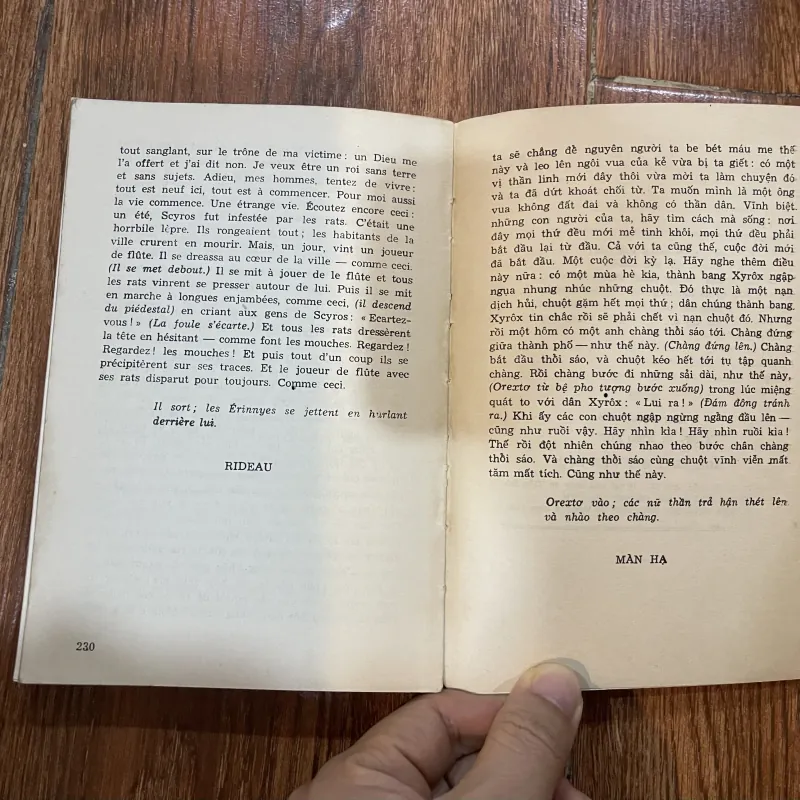 tout sanglant, sur le trône de ma victime : un Dieu me
l'a offert et j'ai dit non. Je veux être un roi sans terre
et sans sujets. Adieu, mes hommes, tentez de vivre :
tout est neuf ici, tout est à commencer. Pour moi aussi
la vie commence. Une étrange vie. Écoutez encore ceci :
un été, Scyros fut infestée par les rats. C'était une
horrbile lèpre. Ils rongeaient tout ; les habitants de la
ville crurent en mourir. Mais, un jour, vint un joueur
de flûte. Il se dressa au cœur de la ville — comme ceci.
(Il se met debout.) Il se mit à jouer de le flûte et tous
les rats vinrent se presser autour de lui. Puis il se mit
en marche à longues enjambées, comme ceci, (il descend
du piédestal) en criant aux gens de Scyros : « Ecartez-
vous ! » (La foule s'écarte.) Et tous les rats dressèrent
la tête en hésitant — comme font les mouches. Regardez !
Regardez ! les mouches ! Et puis tout d'un coup ils se
précipitèrent sur ses traces. Et le joueur de flûte avec
ses rats disparut pour toujours. Comme ceci.
Il sort ; les Érinnyes se jettent en hurlant
derrière lui.
RIDEAU
230
ta sẽ chẳng để nguyên người ta be bét máu me thế
này và leo lên ngôi vua của kẻ vừa bị ta giết : có một
vị thần linh mới đây thôi vừa mời ta làm chuyện đó
và ta đã dứt khoát chối từ. Ta muốn mình là một ông
vua không đất đai và không có thần dân. Vĩnh biệt
những con người của ta, hãy tìm cách mà sống : nơi
đây mọi thứ đều mới mẻ tinh khôi, mọi thứ đều phải
bắt đầu lại từ đầu. Cả với ta cũng thế, cuộc đời mới
đã bắt đầu. Một cuộc đời kỳ lạ. Hãy nghe thêm điều
này nữa : có một mùa hè kia, thành bang Xyrôx ngập
ngụa nhung nhúc những chuột. Đó thực là một nạn
dịch hủi, chuột gặm hết mọi thứ ; dân chúng thành bang
Xyrôx tin chắc rồi sẽ phải chết vì nạn chuột đó. Nhưng
rồi một hôm có một anh chàng thổi sáo tới. Chàng đứng
giữa thành phố — như thế này. (Chàng đứng lên.) Chàng
bắt đầu thổi sáo, và chuột kéo hết tới tụ tập quanh
chàng. Rồi chàng bước đi những sải dài, như thế này,
(Orextơ từ bệ pho tượng bước xuống) trong lúc miệng
quát to với dân Xyrôx : « Lui ra ! » (Đám đông tránh
ra.) Khi ấy các con chuột ngập ngừng ngẩng đầu lên —
cũng như ruồi vậy. Hãy nhìn kìa ! Hãy nhìn ruồi kia !
Thế rồi đột nhiên chúng nhao theo bước chân chàng
thổi sáo. Và chàng thổi sáo cùng chuột vĩnh viễn mất
tăm mất tích. Cũng như thế này.
Orextơ vào ; các nữ thần trả hận thét lên
và nhào theo chàng.
MÀN HẠ